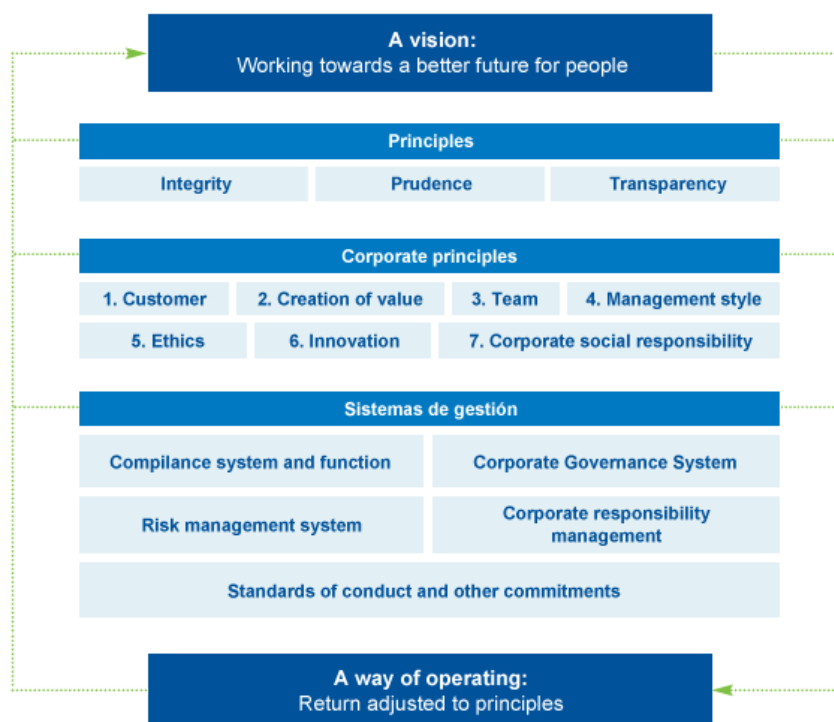 A vision:
Working towards a better future for people
Principles
Integrity
Prudence
Transparency
Corporate principles
1. Customer
2. Creation of value
3. Team
4. Management style
5. Ethics
6. Innovation
7. Corporate social responsibility
Sistemas de gestión
Compilance system and function
Corporate Governance System
Risk management system
Corporate responsibility
management
Standards of conduct and other commitments
A way of operating:
Return adjusted to principles